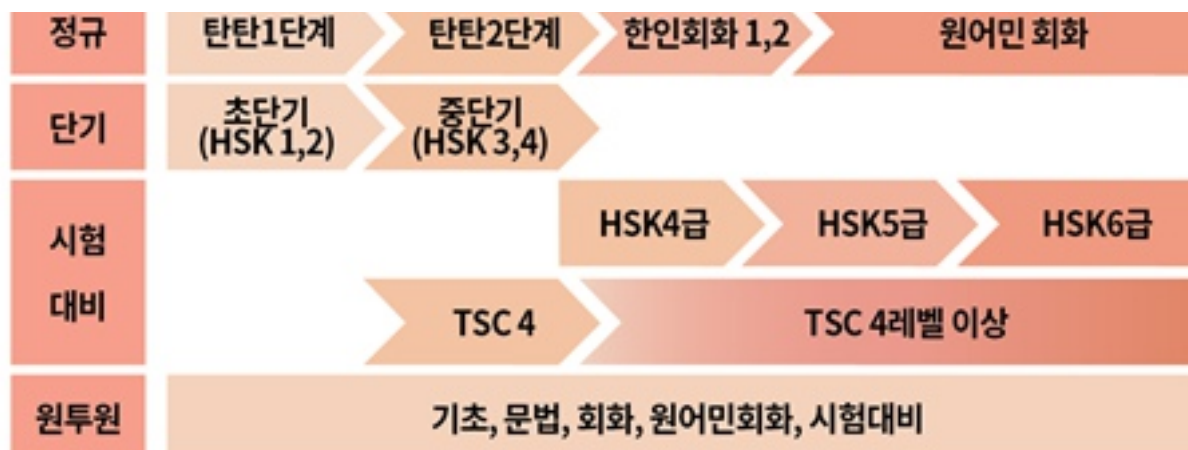 정규 탄탄1단계 탄탄2단계 한인회화 1,2 원어민 회화
단기 초단기 중단기
(HSK 1,2) (HSK 3,4)
시험 HSK4급 HSK5급 HSK6급
대비 TSC 4 TSC 4레벨 이상
원투원 기초, 문법, 회화, 원어민회화, 시험대비